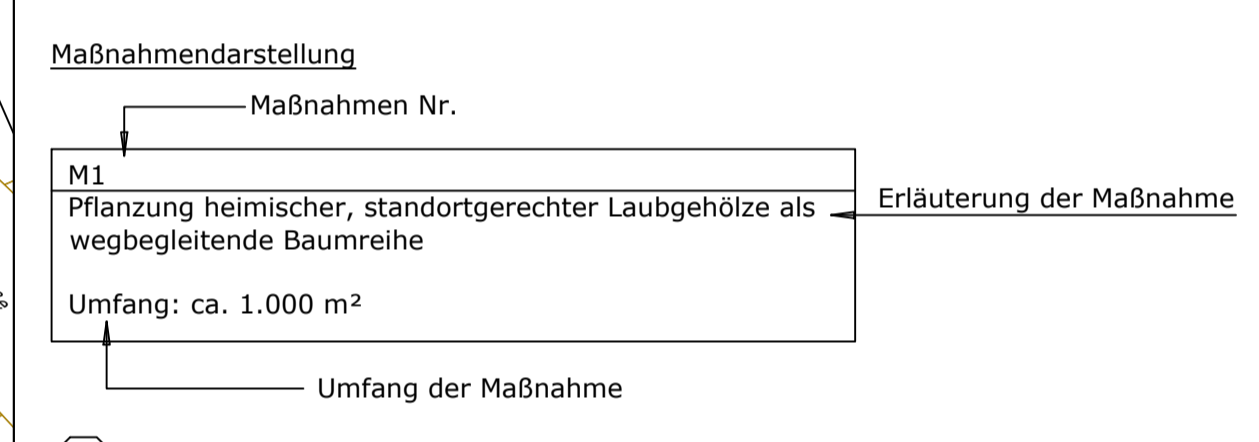 Maßnahmendarstellung
Maßnahmen Nr.
M1
Pflanzung heimischer, standortgerechter Laubgehölze als
wegbegleitende Baumreihe
Erläuterung der Maßnahme
Umfang: ca. 1.000 m²
Umfang der Maßnahme